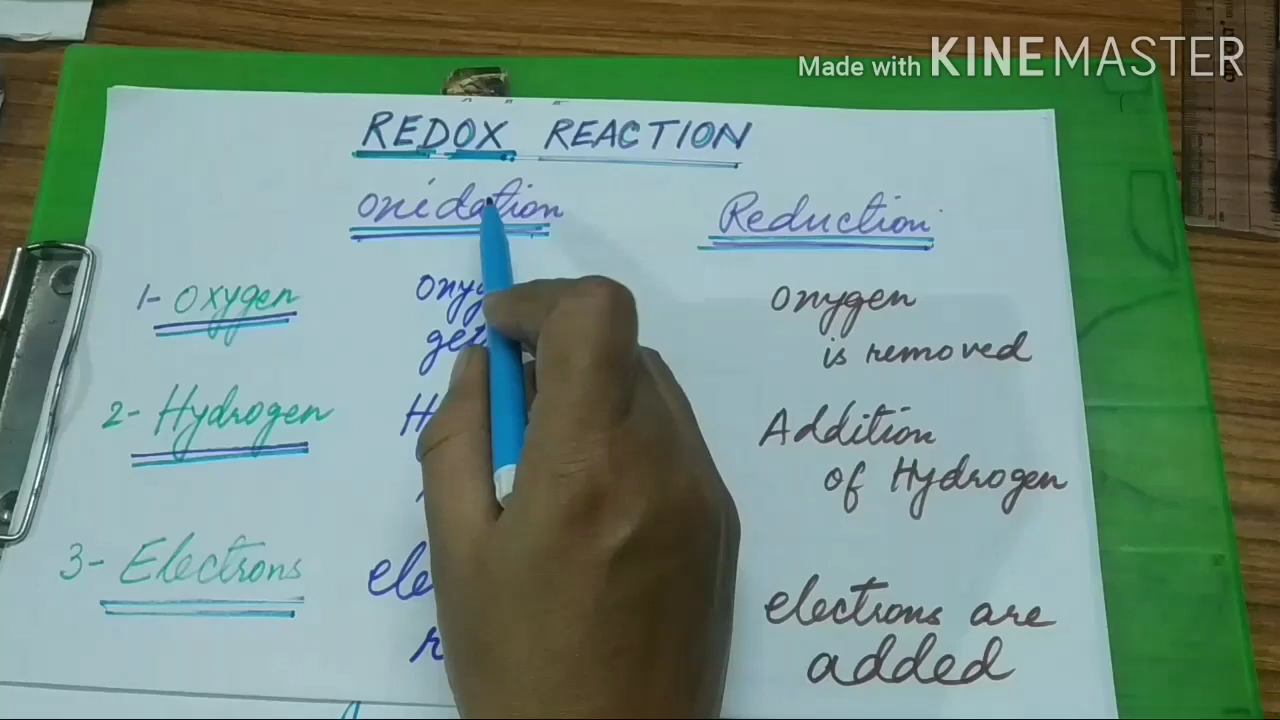 Made with KINEMASTER
REDOX REACTION
Oxidation Reduction
1- Oxygen
Oxygen
is removed
2- Hydrogen
Addition
of Hydrogen
3- Electrons
electrons are
added